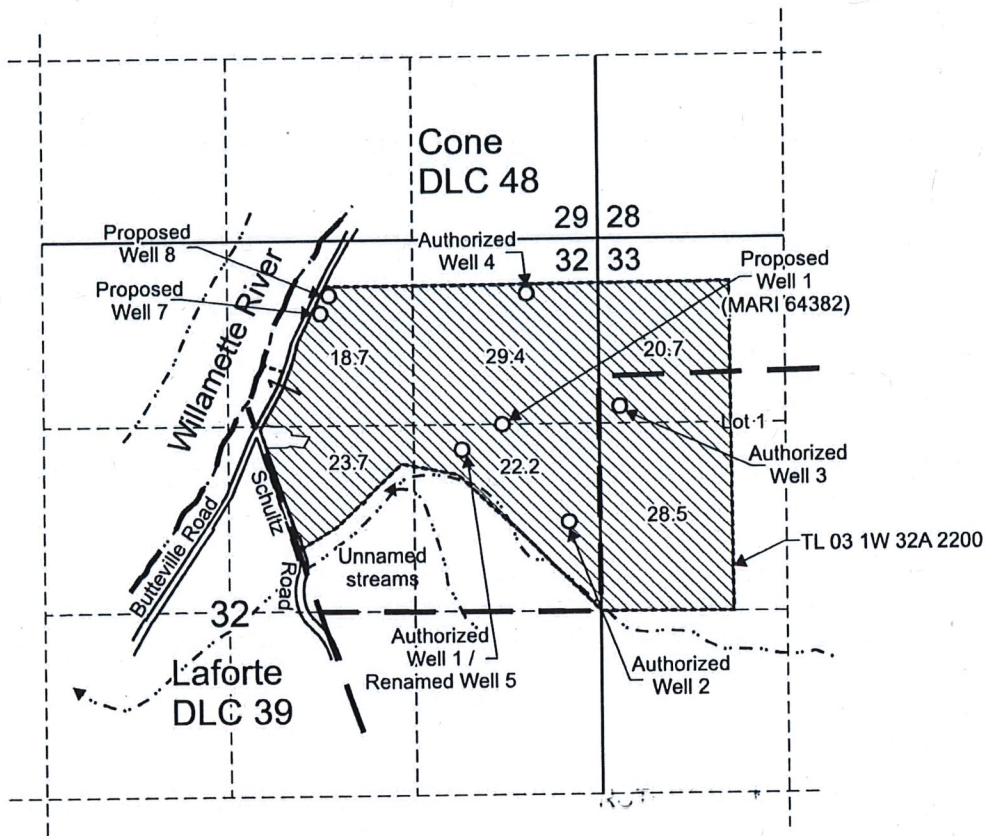 Cone
DLC 48
29 28
32 33
Proposed
Well 8
Authorized
Well 4
Proposed
Well 1
(MARI 64382)
Proposed
Well 7
Willamette River
18.7
29.4
20.7
Lot 1
Authorized
Well 3
23.7
22.2
28.5
Schultz
Road
Butteville Road
Unnamed
streams
TL 03 1W 32A 2200
32
Authorized
Well 1 /
Renamed Well 5
Authorized
Well 2
Laforte
DLC 39